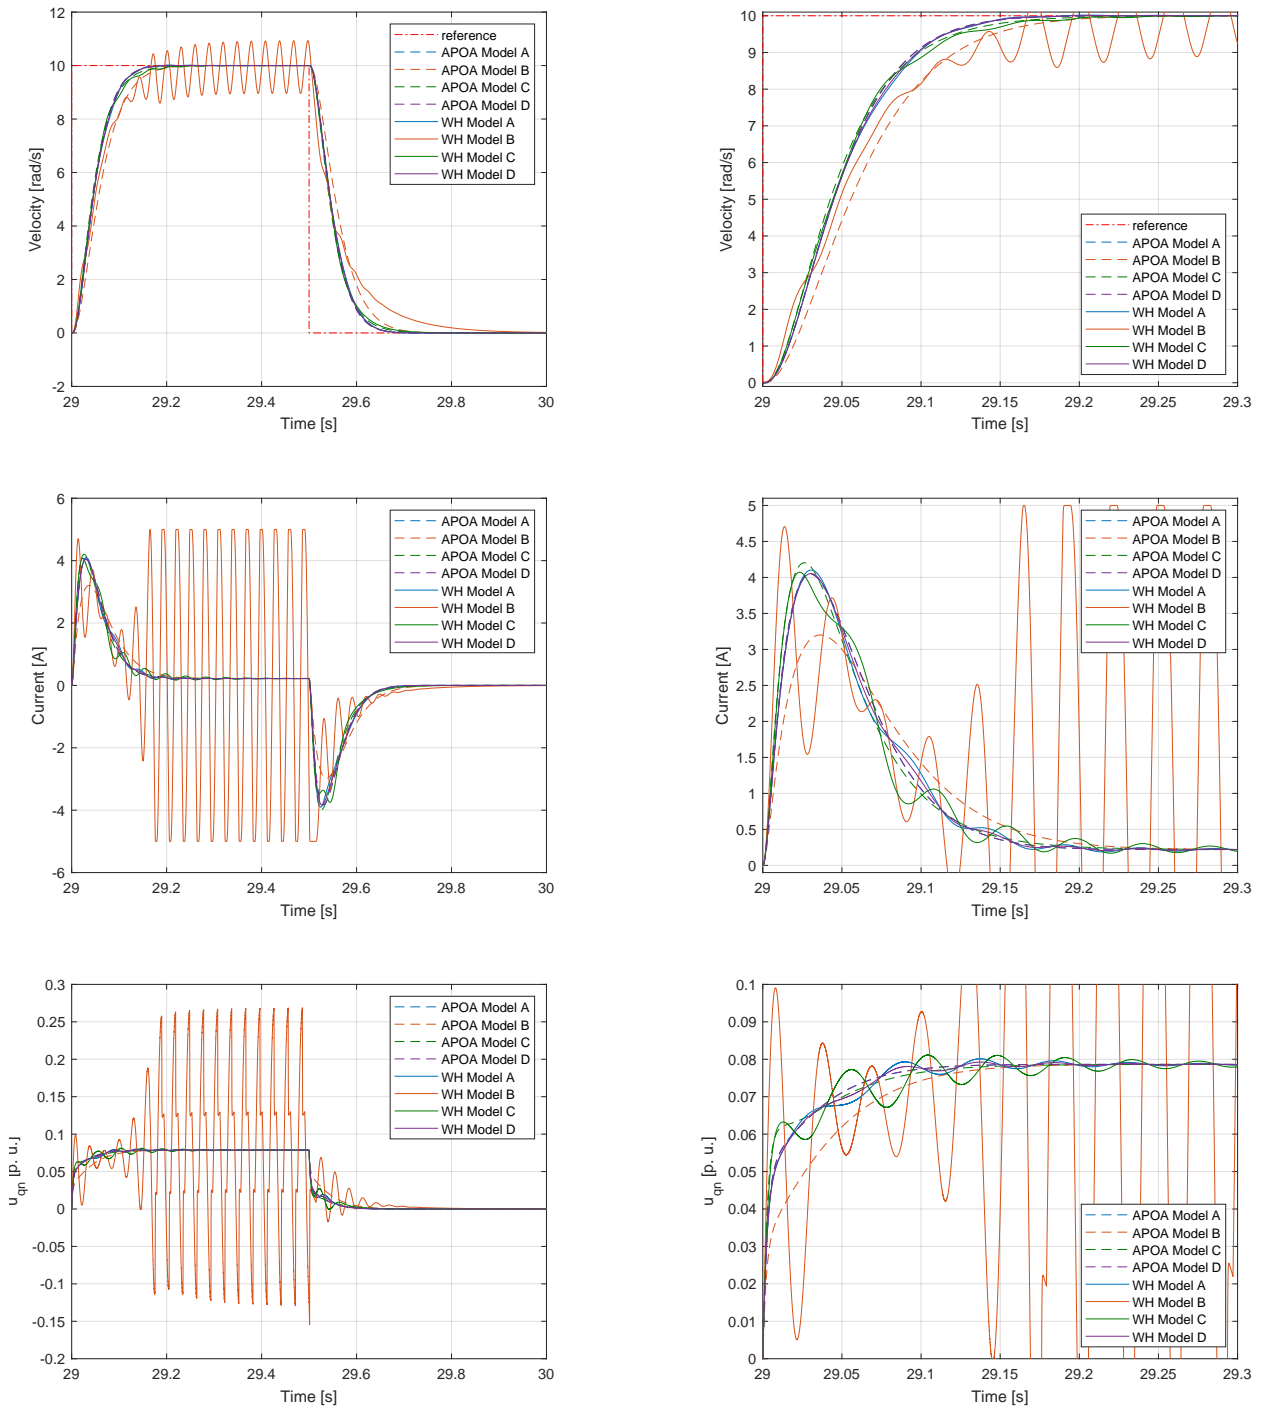 12
10
8
6
4
2
0
-2
Velocity [rad/s]
29
29.2
29.4
29.6
29.8
30
Time [s]
reference
APOA Model A
APOA Model B
APOA Model C
APOA Model D
WH Model A
WH Model B
WH Model C
WH Model D
10
9
8
7
6
5
4
3
2
1
0
Velocity [rad/s]
29
29.05
29.1
29.15
29.2
29.25
29.3
Time [s]
reference
APOA Model A
APOA Model B
APOA Model C
APOA Model D
WH Model A
WH Model B
WH Model C
WH Model D
6
4
2
0
-2
-4
-6
Current [A]
29
29.2
29.4
29.6
29.8
30
Time [s]
APOA Model A
APOA Model B
APOA Model C
APOA Model D
WH Model A
WH Model B
WH Model C
WH Model D
5
4.5
4
3.5
3
2.5
2
1.5
1
0.5
0
Current [A]
29
29.05
29.1
29.15
29.2
29.25
29.3
Time [s]
APOA Model A
APOA Model B
APOA Model C
APOA Model D
WH Model A
WH Model B
WH Model C
WH Model D
0.3
0.25
0.2
0.15
0.1
0.05
0
-0.05
-0.1
-0.15
-0.2
u_qn [p. u.]
29
29.2
29.4
29.6
29.8
30
Time [s]
APOA Model A
APOA Model B
APOA Model C
APOA Model D
WH Model A
WH Model B
WH Model C
WH Model D
0.1
0.09
0.08
0.07
0.06
0.05
0.04
0.03
0.02
0.01
0
u_qn [p. u.]
29
29.05
29.1
29.15
29.2
29.25
29.3
Time [s]
APOA Model A
APOA Model B
APOA Model C
APOA Model D
WH Model A
WH Model B
WH Model C
WH Model D